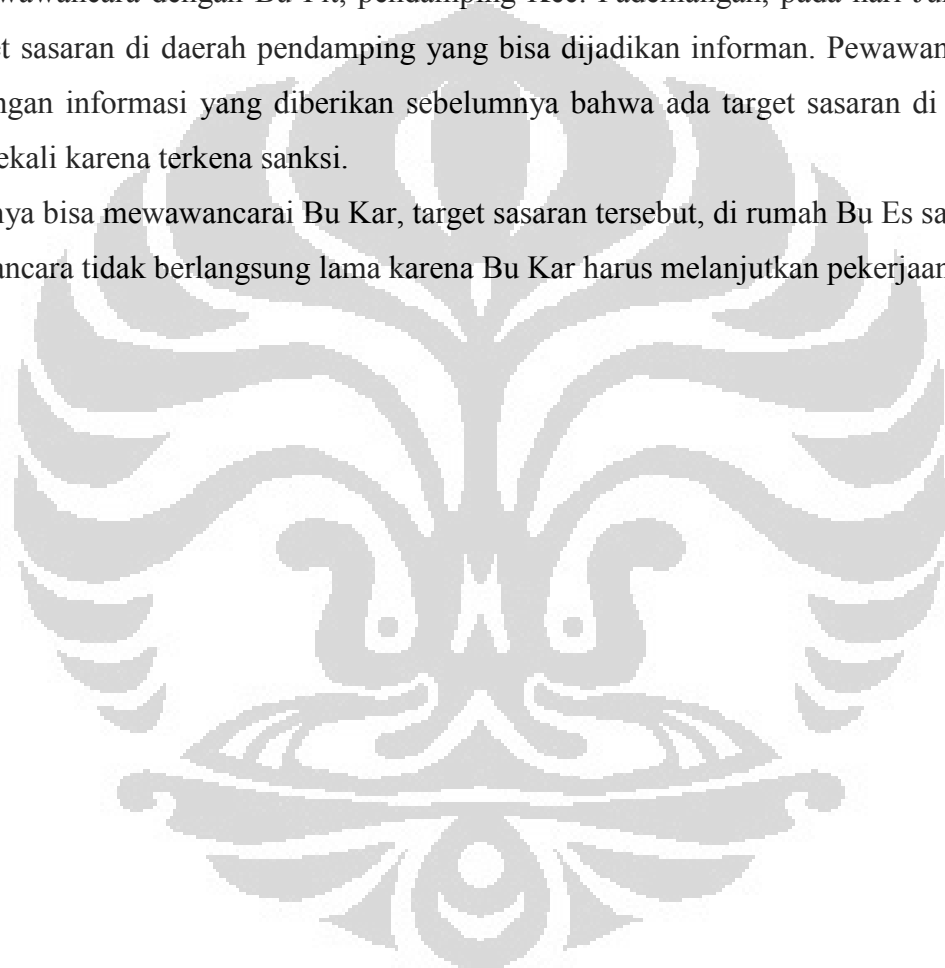 wawancara dengan Bu Fit, pendamping Kec. Pademangan, pada hari Jum
et sasaran di daerah pendamping yang bisa dijadikan informan. Pewawan
ngan informasi yang diberikan sebelumnya bahwa ada target sasaran di
ekali karena terkena sanksi.
nya bisa mewawancarai Bu Kar, target sasaran tersebut, di rumah Bu Es sa
ancara tidak berlangsung lama karena Bu Kar harus melanjutkan pekerjaan